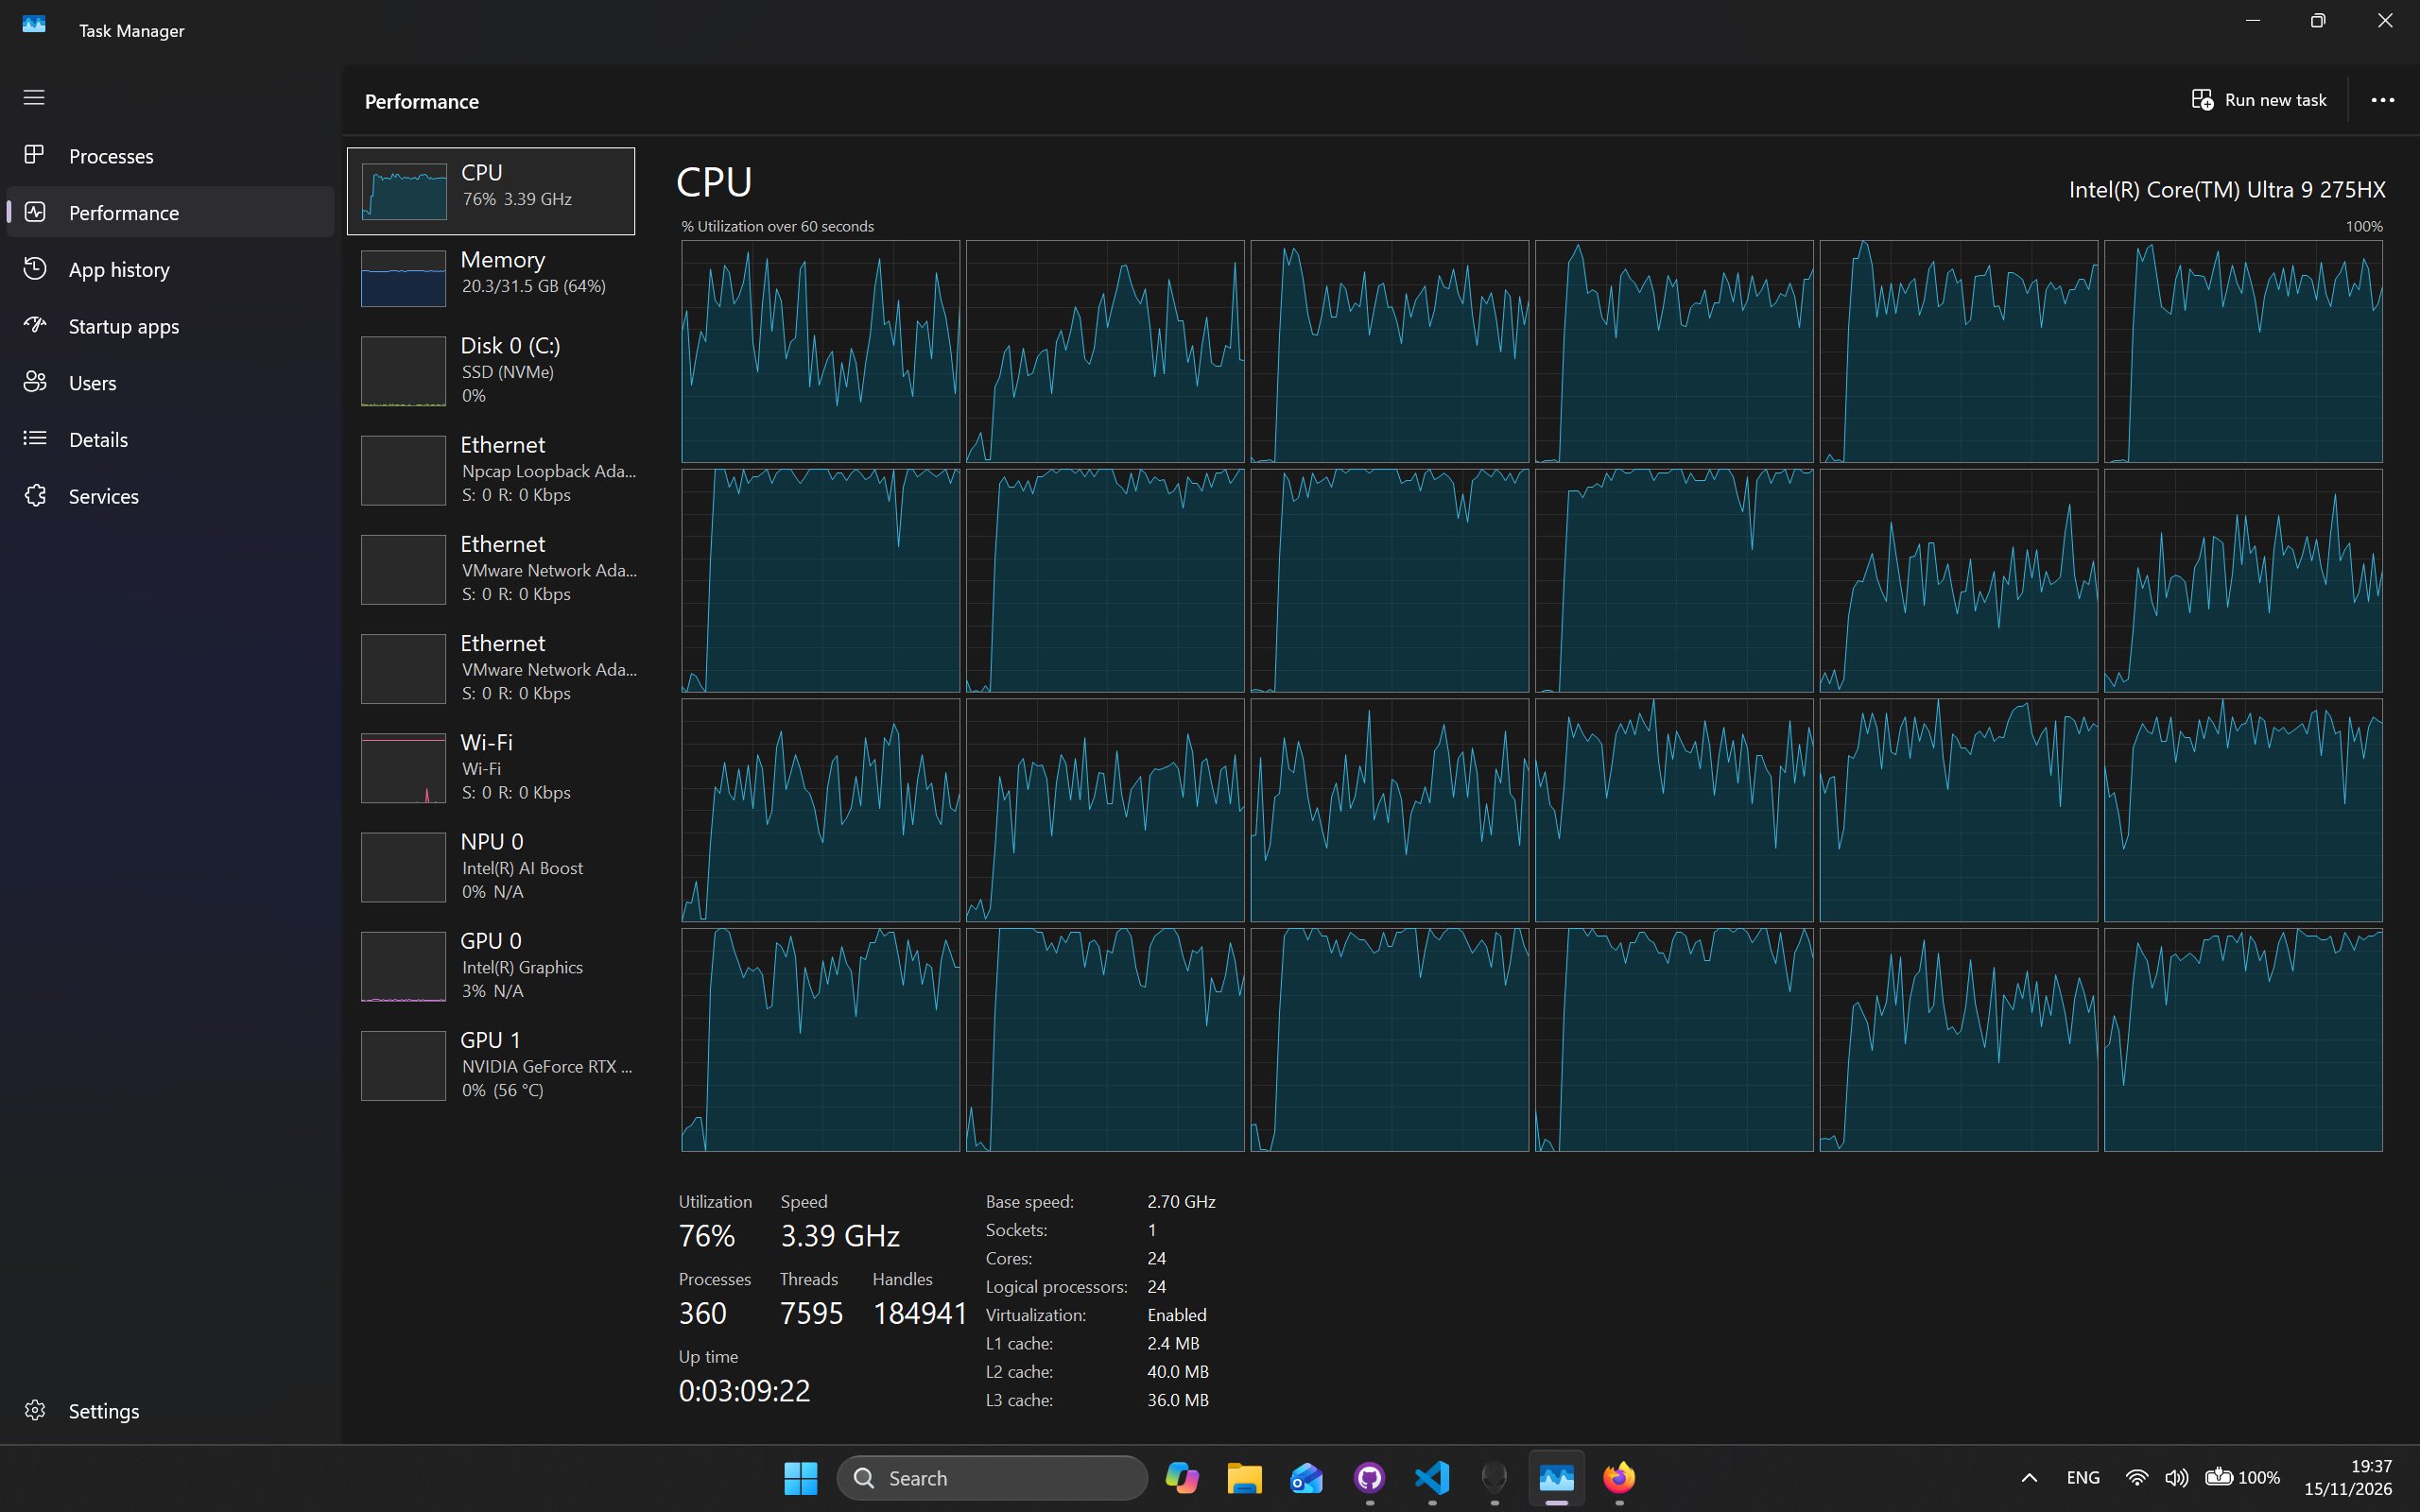 Task Manager
Performance
Run new task
Processes
Performance
App history
Startup apps
Users
Details
Services
Settings
CPU
76% 3.39 GHz
Memory
20.3/31.5 GB (64%)
Disk 0 (C:)
SSD (NVMe)
0%
Ethernet
Npcap Loopback Ada...
S: 0 R: 0 Kbps
Ethernet
VMware Network Ada...
S: 0 R: 0 Kbps
Ethernet
VMware Network Ada...
S: 0 R: 0 Kbps
Wi-Fi
Wi-Fi
S: 0 R: 0 Kbps
NPU 0
Intel(R) AI Boost
0% N/A
GPU 0
Intel(R) Graphics
3% N/A
GPU 1
NVIDIA GeForce RTX ...
0% (56 °C)
CPU
Intel(R) Core(TM) Ultra 9 275HX
% Utilization over 60 seconds
100%
Utilization Speed
76% 3.39 GHz
Processes Threads Handles
360 7595 184941
Up time
0:03:09:22
Base speed: 2.70 GHz
Sockets: 1
Cores: 24
Logical processors: 24
Virtualization: Enabled
L1 cache: 2.4 MB
L2 cache: 40.0 MB
L3 cache: 36.0 MB
Search
ENG
100%
19:37
15/11/2026